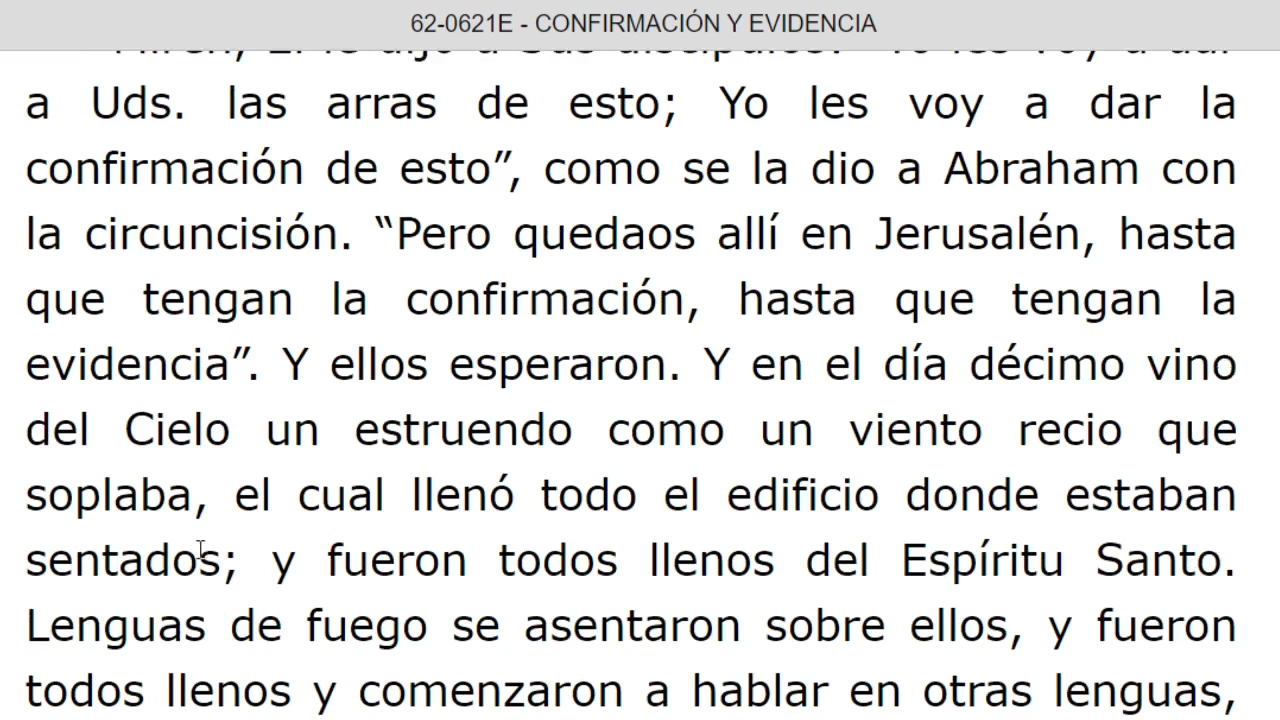 62-0621E - CONFIRMACIÓN Y EVIDENCIA
a Uds. las arras de esto; Yo les voy a dar la
confirmación de esto”, como se la dio a Abraham con
la circuncisión. “Pero quedaos allí en Jerusalén, hasta
que tengan la confirmación, hasta que tengan la
evidencia”. Y ellos esperaron. Y en el día décimo vino
del Cielo un estruendo como un viento recio que
soplaba, el cual llenó todo el edificio donde estaban
sentados; y fueron todos llenos del Espíritu Santo.
Lenguas de fuego se asentaron sobre ellos, y fueron
todos llenos y comenzaron a hablar en otras lenguas,